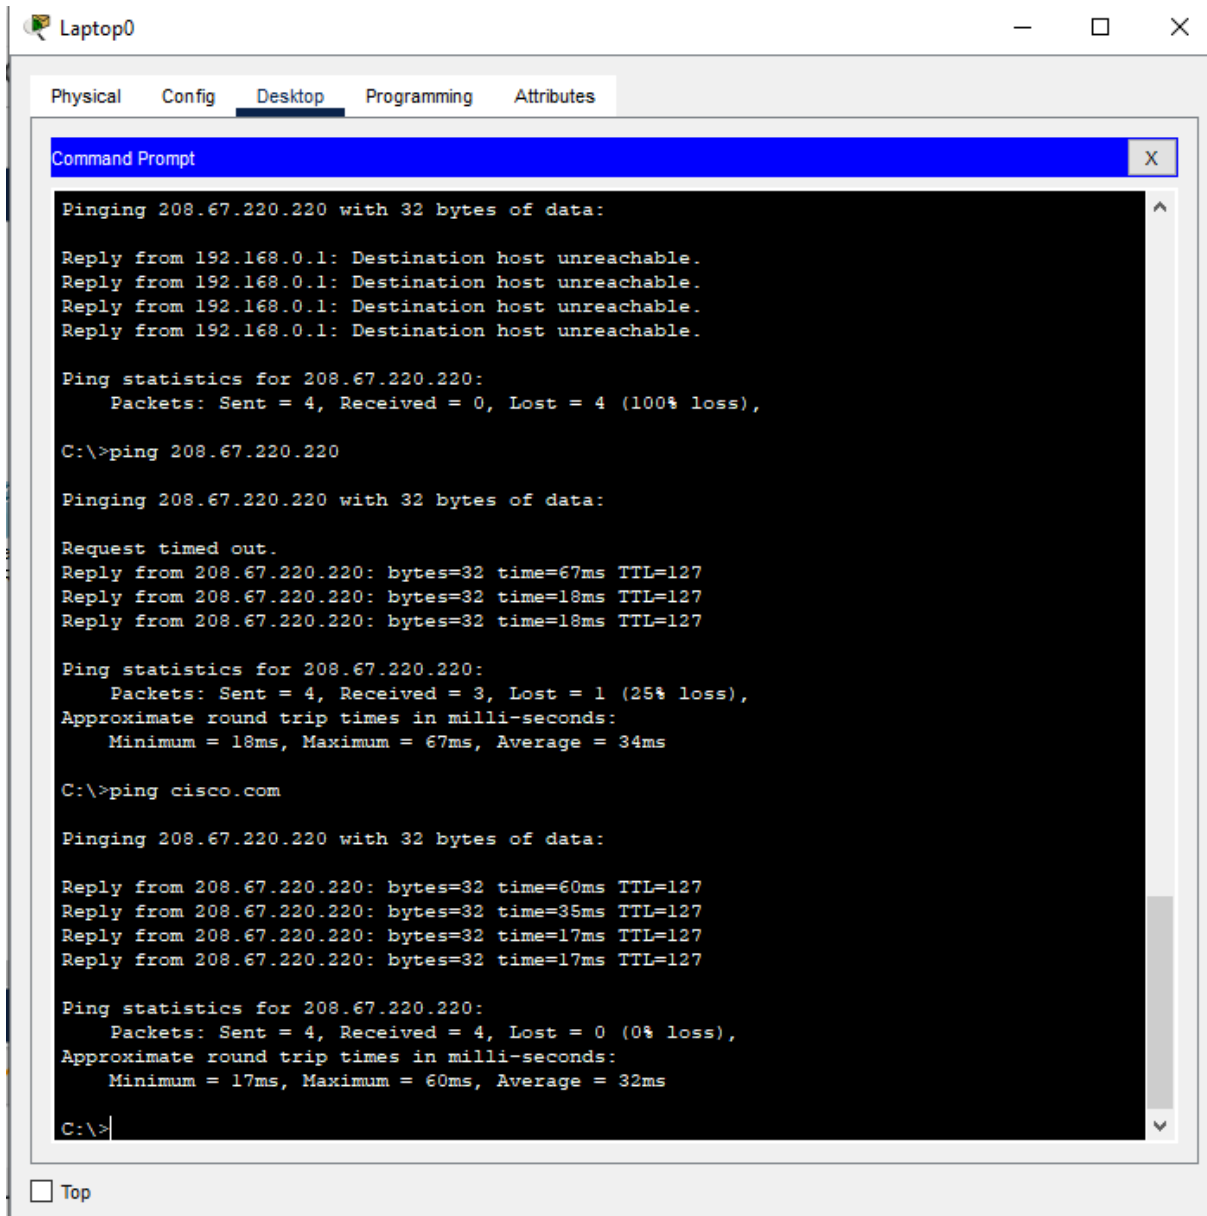 Laptop0
Physical Config Desktop Programming Attributes
Command Prompt X
Pinging 208.67.220.220 with 32 bytes of data:
Reply from 192.168.0.1: Destination host unreachable.
Reply from 192.168.0.1: Destination host unreachable.
Reply from 192.168.0.1: Destination host unreachable.
Reply from 192.168.0.1: Destination host unreachable.
Ping statistics for 208.67.220.220:
Packets: Sent = 4, Received = 0, Lost = 4 (100% loss),
C:\>ping 208.67.220.220
Pinging 208.67.220.220 with 32 bytes of data:
Request timed out.
Reply from 208.67.220.220: bytes=32 time=67ms TTL=127
Reply from 208.67.220.220: bytes=32 time=18ms TTL=127
Reply from 208.67.220.220: bytes=32 time=18ms TTL=127
Ping statistics for 208.67.220.220:
Packets: Sent = 4, Received = 3, Lost = 1 (25% loss),
Approximate round trip times in milli-seconds:
Minimum = 18ms, Maximum = 67ms, Average = 34ms
C:\>ping cisco.com
Pinging 208.67.220.220 with 32 bytes of data:
Reply from 208.67.220.220: bytes=32 time=60ms TTL=127
Reply from 208.67.220.220: bytes=32 time=35ms TTL=127
Reply from 208.67.220.220: bytes=32 time=17ms TTL=127
Reply from 208.67.220.220: bytes=32 time=17ms TTL=127
Ping statistics for 208.67.220.220:
Packets: Sent = 4, Received = 4, Lost = 0 (0% loss),
Approximate round trip times in milli-seconds:
Minimum = 17ms, Maximum = 60ms, Average = 32ms
C:\>
Top